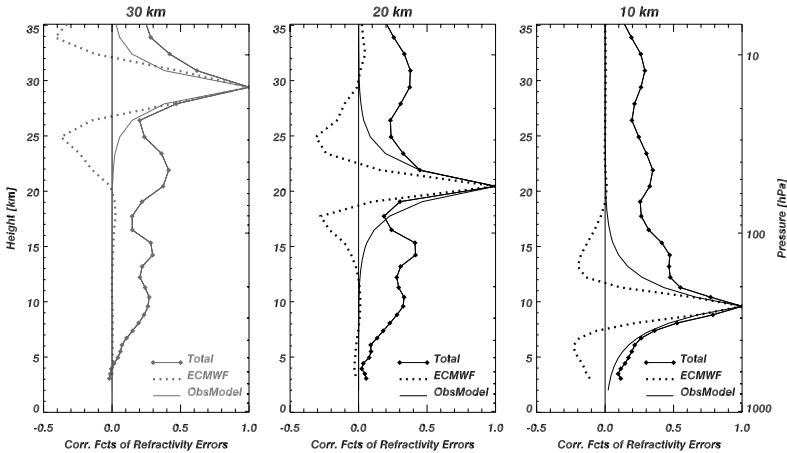 30 km
20 km
10 km
35
30
25
20
15
10
5
0
Height [km]
-0.5
0.0
0.5
1.0
Corr. Fcts of Refractivity Errors
Total
ECMWF
ObsModel
35
30
25
20
15
10
5
0
-0.5
0.0
0.5
1.0
Corr. Fcts of Refractivity Errors
Total
ECMWF
ObsModel
35
30
25
20
15
10
5
0
-0.5
0.0
0.5
1.0
Corr. Fcts of Refractivity Errors
Total
ECMWF
ObsModel
10
100
1000
Pressure [hPa]